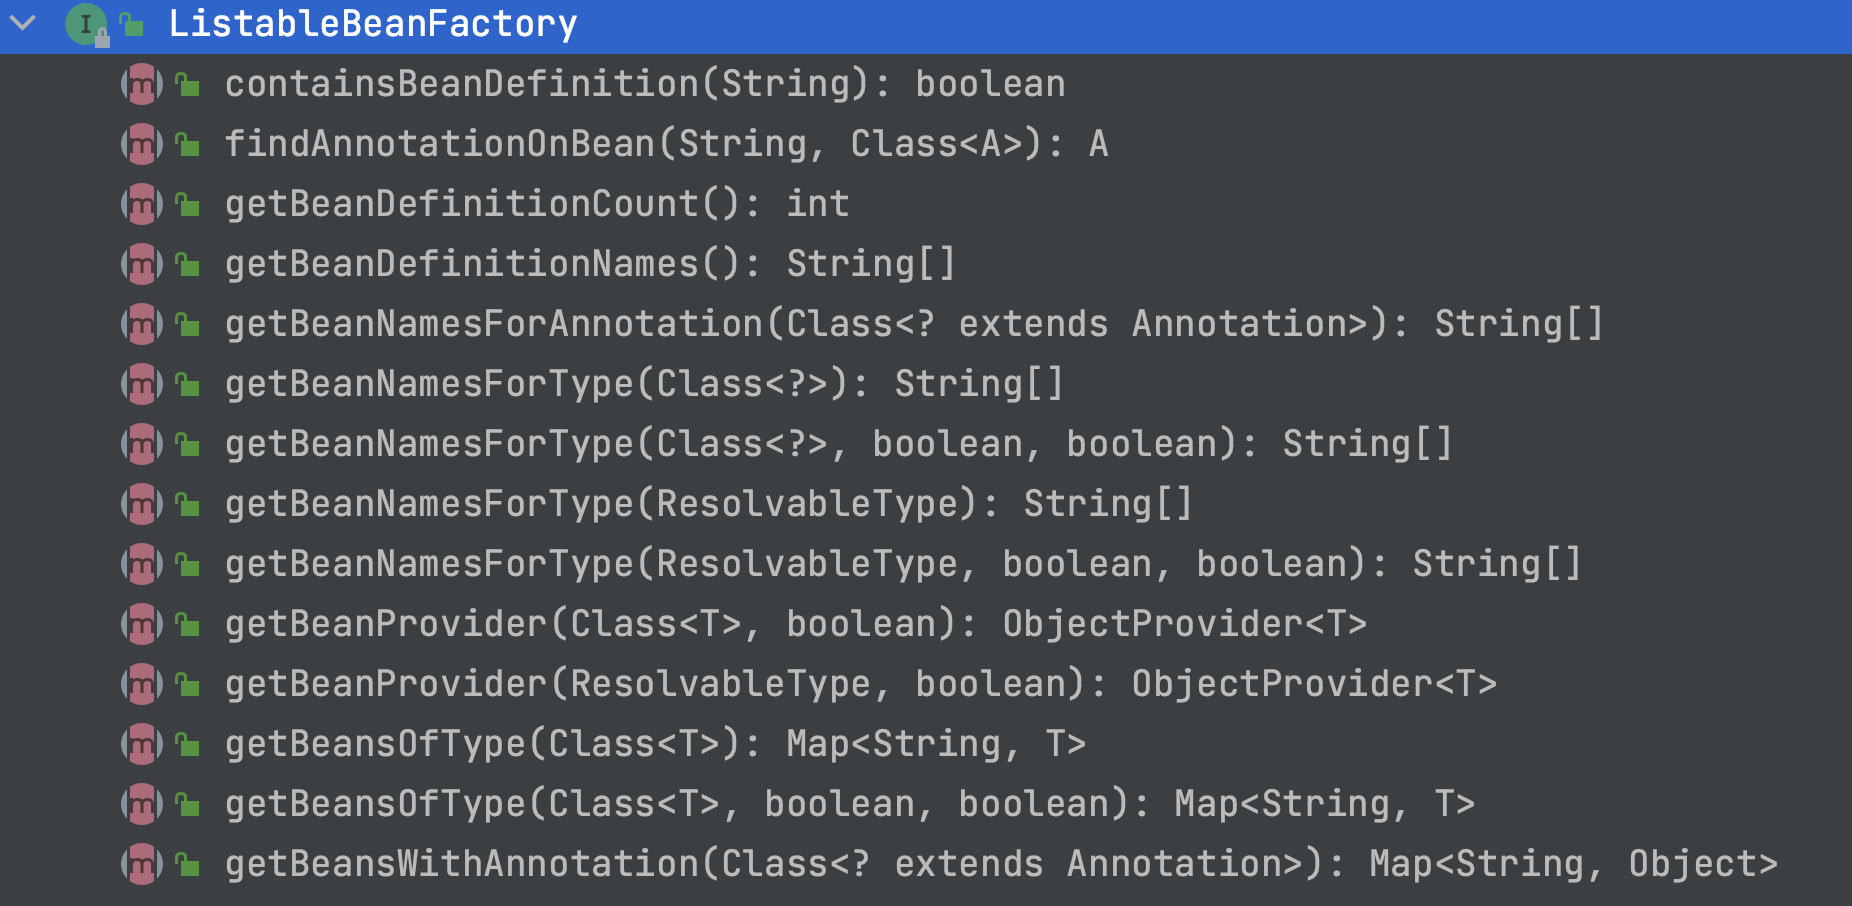 ListableBeanFactory
containsBeanDefinition(String): boolean
findAnnotationOnBean(String, Class<A>): A
getBeanDefinitionCount(): int
getBeanDefinitionNames(): String[]
getBeanNamesForAnnotation(Class<? extends Annotation>): String[]
getBeanNamesForType(Class<?>): String[]
getBeanNamesForType(Class<?>, boolean, boolean): String[]
getBeanNamesForType(ResolvableType): String[]
getBeanNamesForType(ResolvableType, boolean, boolean): String[]
getBeanProvider(Class<T>, boolean): ObjectProvider<T>
getBeanProvider(ResolvableType, boolean): ObjectProvider<T>
getBeansOfType(Class<T>): Map<String, T>
getBeansOfType(Class<T>, boolean, boolean): Map<String, T>
getBeansWithAnnotation(Class<? extends Annotation>): Map<String, Object>